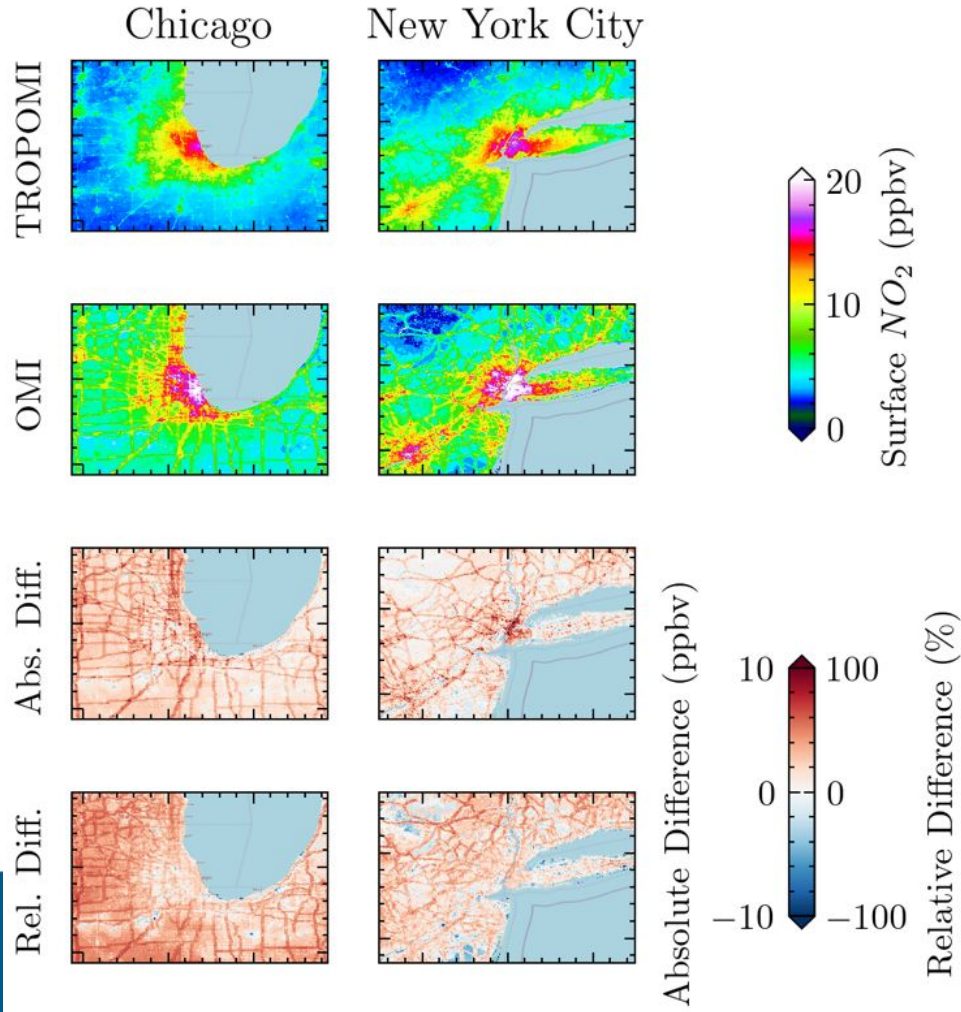 Chicago
New York City
TROPOMI
OMI
Abs. Diff.
Rel. Diff.
20
10
0
Surface NO₂ (ppbv)
Absolute Difference (ppbv)
10
0
−10
100
0
−100
Relative Difference (%)